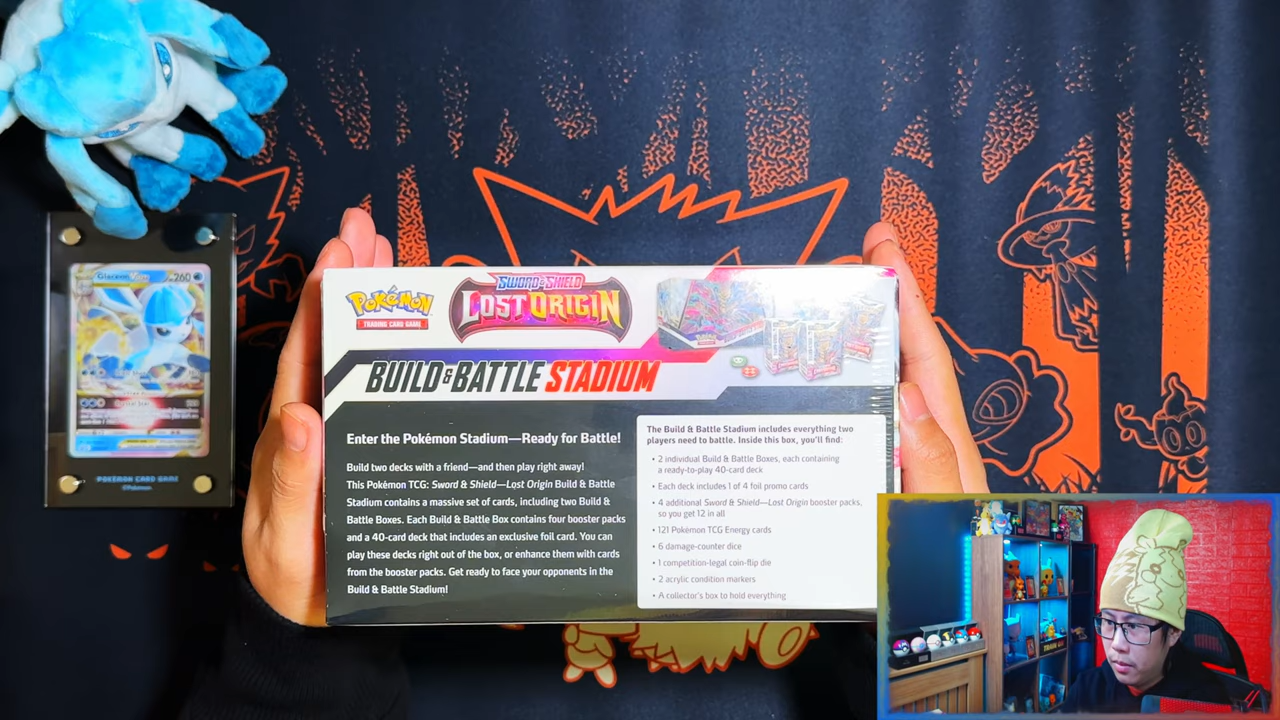 Glaceon
260
Crystal Star
POKÉMON CARD GAME
©Pokémon
POKÉMON
TRADING CARD GAME
SWORD & SHIELD
LOST ORIGIN
BUILD & BATTLE STADIUM
Enter the Pokémon Stadium—Ready for Battle!
Build two decks with a friend—and then play right away!
This Pokémon TCG: Sword & Shield—Lost Origin Build & Battle
Stadium contains a massive set of cards, including two Build &
Battle Boxes. Each Build & Battle Box contains four booster packs
and a 40-card deck that includes an exclusive foil card. You can
play these decks right out of the box, or enhance them with cards
from the booster packs. Get ready to face your opponents in the
Build & Battle Stadium!
The Build & Battle Stadium includes everything two
players need to battle. Inside this box, you'll find:
• 2 individual Build & Battle Boxes, each containing
a ready-to-play 40-card deck
• Each deck includes 1 of 4 foil promo cards
• 4 additional Sword & Shield—Lost Origin booster packs,
so you get 12 in all
• 121 Pokémon TCG Energy cards
• 6 damage-counter dice
• 1 competition-legal coin-flip die
• 2 acrylic condition markers
• A collector's box to hold everything